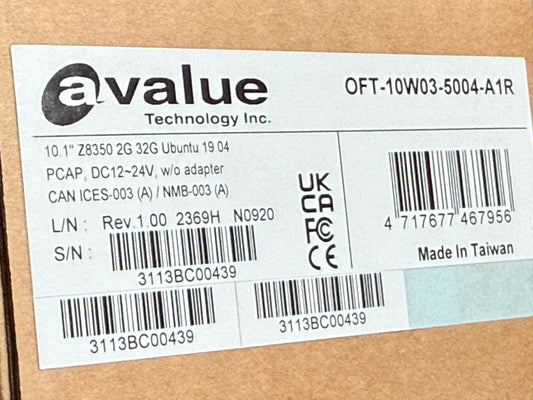 avalue
Technology Inc.
OFT-10W03-5004-A1R
10.1" Z8350 2G 32G Ubuntu 19.04
PCAP, DC12~24V, w/o adapter
CAN ICES-003 (A) / NMB-003 (A)
L/N : Rev.1.00 2369H N0920
S/N :
3113BC00439
UK
CA
FC
CE
4 717677 467956
Made In Taiwan
3113BC00439
3113BC00439